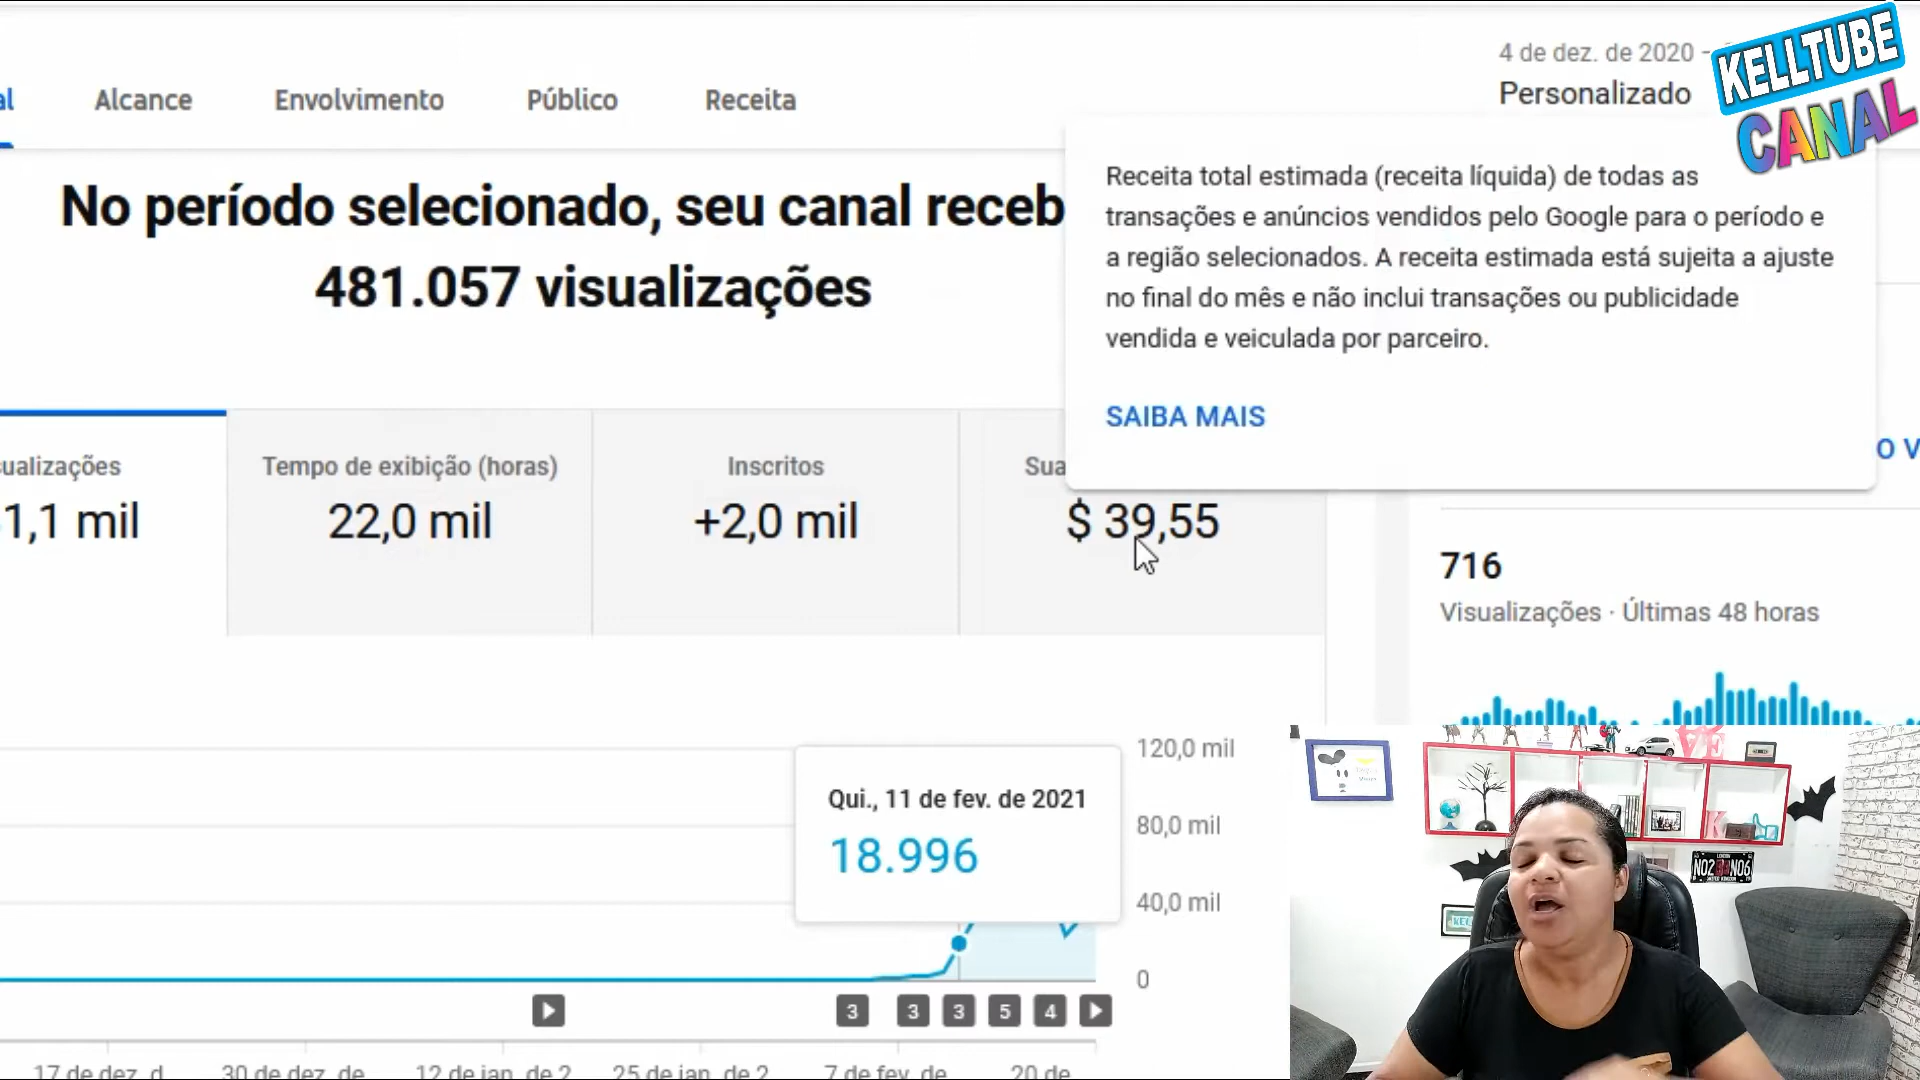 4 de dez. de 2020 -
KELLTUBE
CANAL
Personalizado
al
Alcance
Envolvimento
Público
Receita
No período selecionado, seu canal receb
481.057 visualizações
Receita total estimada (receita líquida) de todas as
transações e anúncios vendidos pelo Google para o período e
a região selecionados. A receita estimada está sujeita a ajuste
no final do mês e não inclui transações ou publicidade
vendida e veiculada por parceiro.
SAIBA MAIS
O V
ualizações
1,1 mil
Tempo de exibição (horas)
22,0 mil
Inscritos
+2,0 mil
Sua
$ 39,55
716
Visualizações · Últimas 48 horas
Qui., 11 de fev. de 2021
18.996
120,0 mil
80,0 mil
40,0 mil
0
3
3
3
5
4
17 de dez. d
30 de dez. de
12 de jan. de 2
25 de jan. de 2
7 de fev. de
20 de